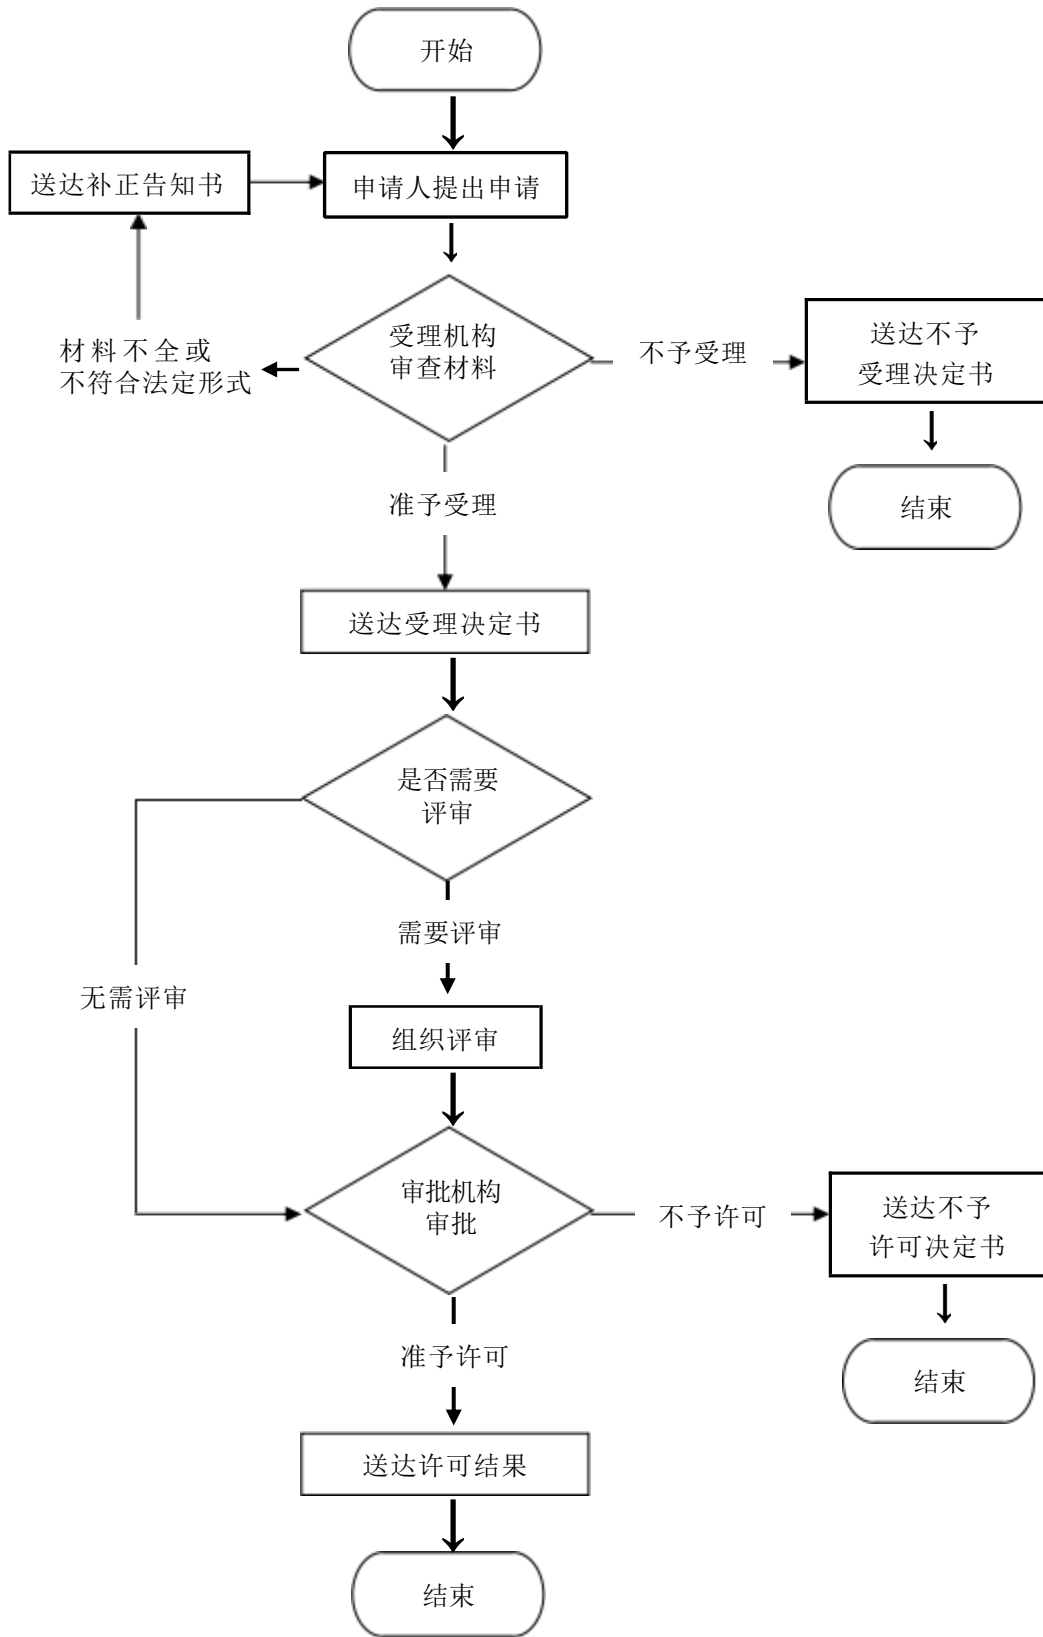 开始
送达补正告知书
申请人提出申请
受理机构
审查材料
材料不全或
不符合法定形式
不予受理
送达不予
受理决定书
结束
准予受理
送达受理决定书
是否需要
评审
需要评审
无需评审
组织评审
审批机构
审批
不予许可
送达不予
许可决定书
结束
准予许可
送达许可结果
结束